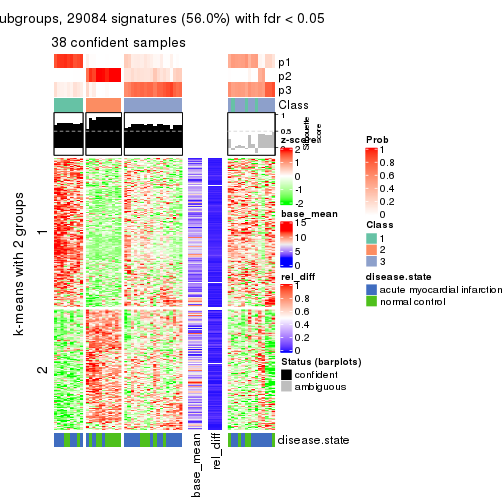 ubgroups, 29084 signatures (56.0%) with fdr < 0.05
38 confident samples
p1
p2
p3
Class
1
0.5
0
Silhouette
score
k-means with 2 groups
1
2
base_mean
rel_diff
disease.state
z-score
2
1
0
-1
-2
base_mean
15
10
5
0
rel_diff
1
0.8
0.6
0.4
0.2
0
Status (barplots)
confident
ambiguous
Prob
1
0.8
0.6
0.4
0.2
0
Class
1
2
3
disease.state
acute myocardial infarction
normal control